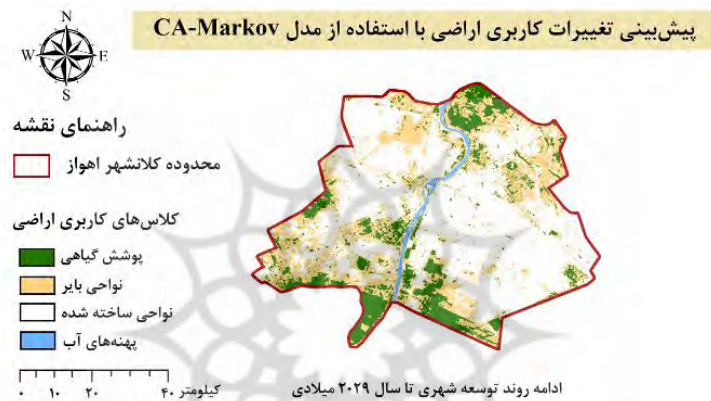 پیش‌بینی تغییرات کاربری اراضی با استفاده از مدل CA-Markov
N
W E
S
راهنمای نقشه
محدوده کلانشهر اهواز
کلاس‌های کاربری اراضی
پوشش گیاهی
نواحی بایر
نواحی ساخته شده
پهنه‌های آب
۰ ۱۰ ۲۰ ۴۰ کیلومتر
ادامه روند توسعه شهری تا سال ۲۰۲۹ میلادی